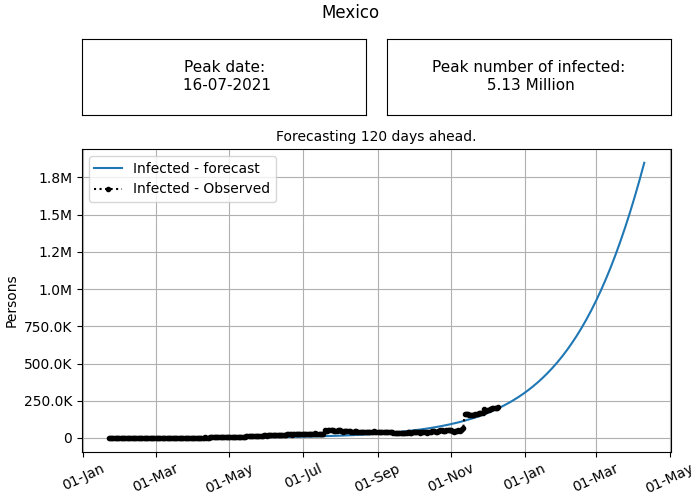 Mexico
Peak date:
16-07-2021
Peak number of infected:
5.13 Million
Forecasting 120 days ahead.
Infected - forecast
Infected - Observed
Persons
1.8M
1.5M
1.2M
1.0M
750.0K
500.0K
250.0K
0
01-Jan
01-Mar
01-May
01-Jul
01-Sep
01-Nov
01-Jan
01-Mar
01-May